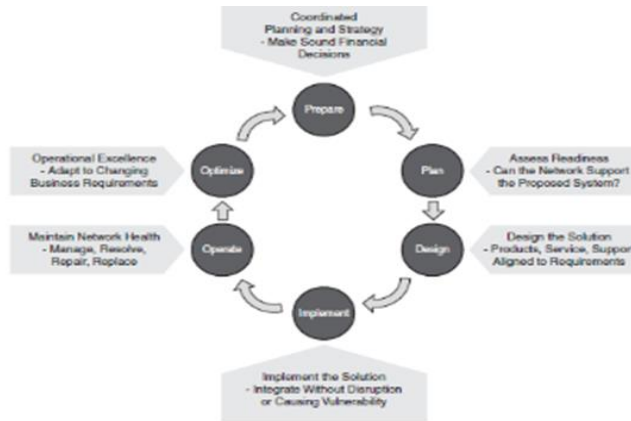 Coordinated
Planning and Strategy
- Make Sound Financial
Decisions
Prepare
Operational Excellence
- Adapt to Changing
Business Requirements
Optimize
Plan
Assess Readiness
- Can the Network Support
the Proposed System?
Maintain Network Health
- Manage, Resolve,
Repair, Replace
Operate
Design
Design the Solution
- Products, Service, Support
Aligned to Requirements
Implement
Implement the Solution
- Integrate Without Disruption
or Causing Vulnerability